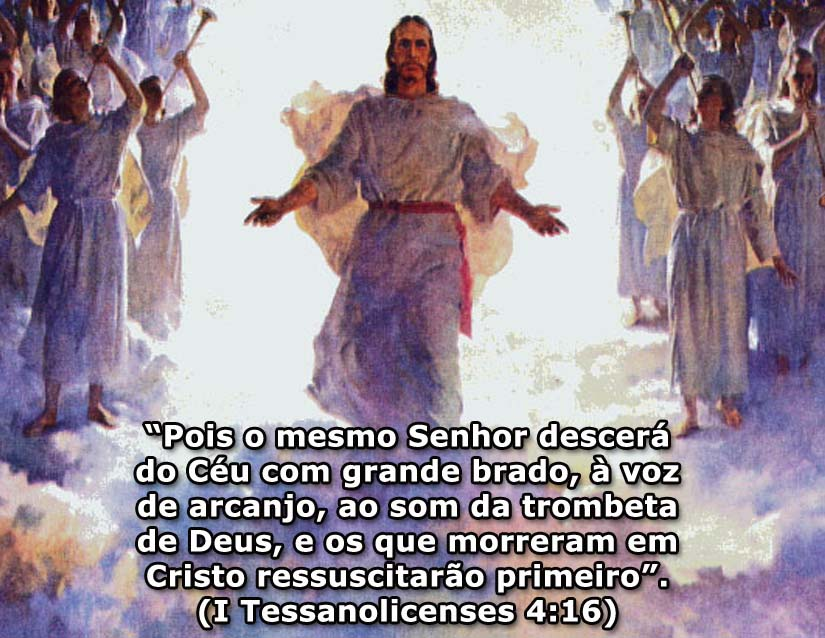 “Pois o mesmo Senhor descerá
do Céu com grande brado, à voz
de arcanjo, ao som da trombeta
de Deus, e os que morreram em
Cristo ressuscitarão primeiro”.
(I Tessanolicenses 4:16)